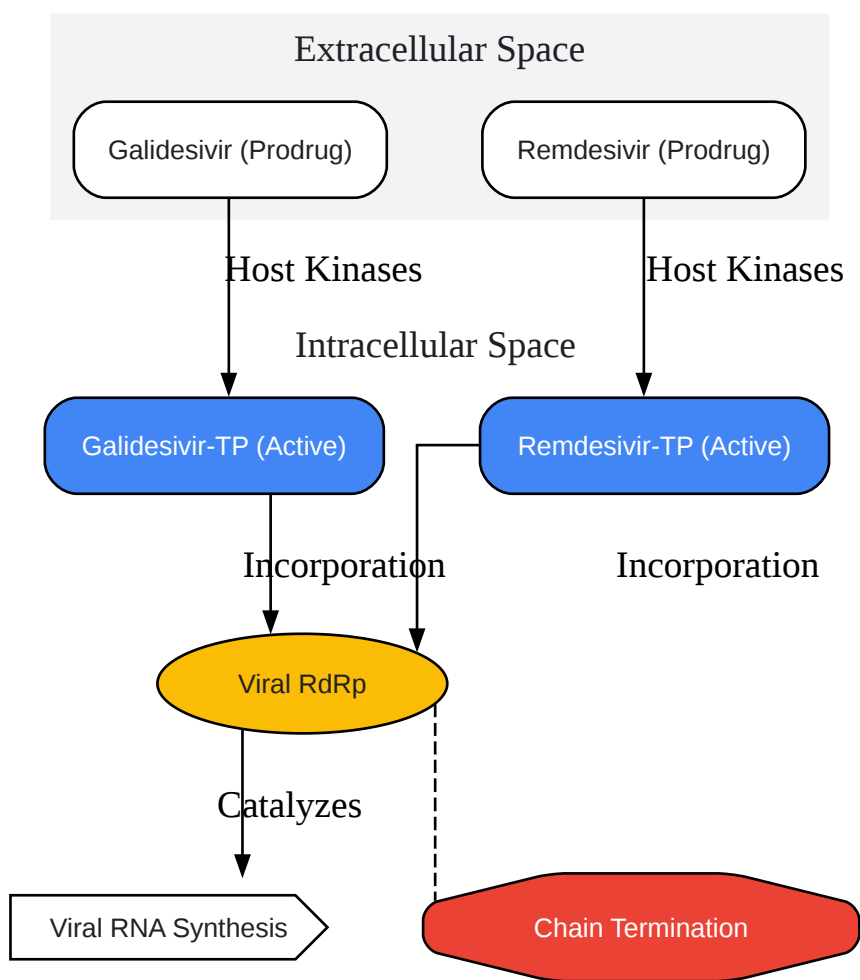 Extracellular Space
Galidesivir (Prodrug)
Remdesivir (Prodrug)
Host Kinases
Host Kinases
Intracellular Space
Galidesivir-TP (Active)
Remdesivir-TP (Active)
Incorporation
Incorporation
Viral RdRp
Catalyzes
Viral RNA Synthesis
Chain Termination